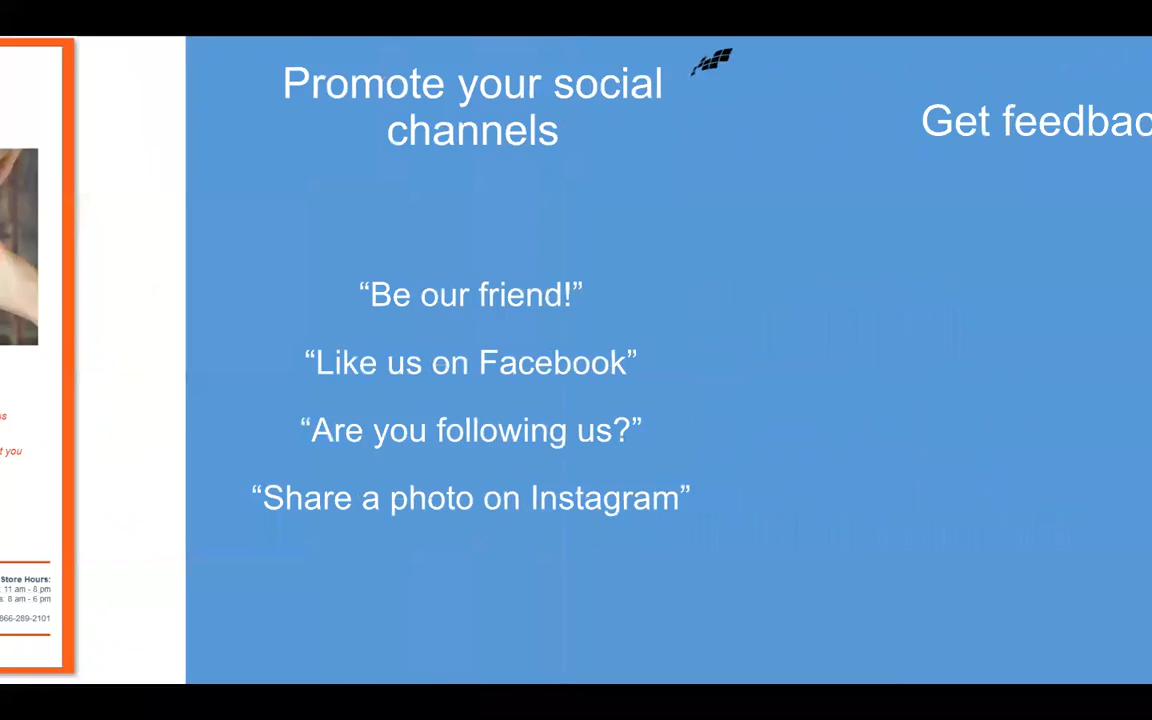 Promote your social
channels
Get feedbac
“Be our friend!”
“Like us on Facebook”
“Are you following us?”
“Share a photo on Instagram”
t you
Store Hours:
: 11 am - 8 pm
s: 8 am - 6 pm
866-289-2101